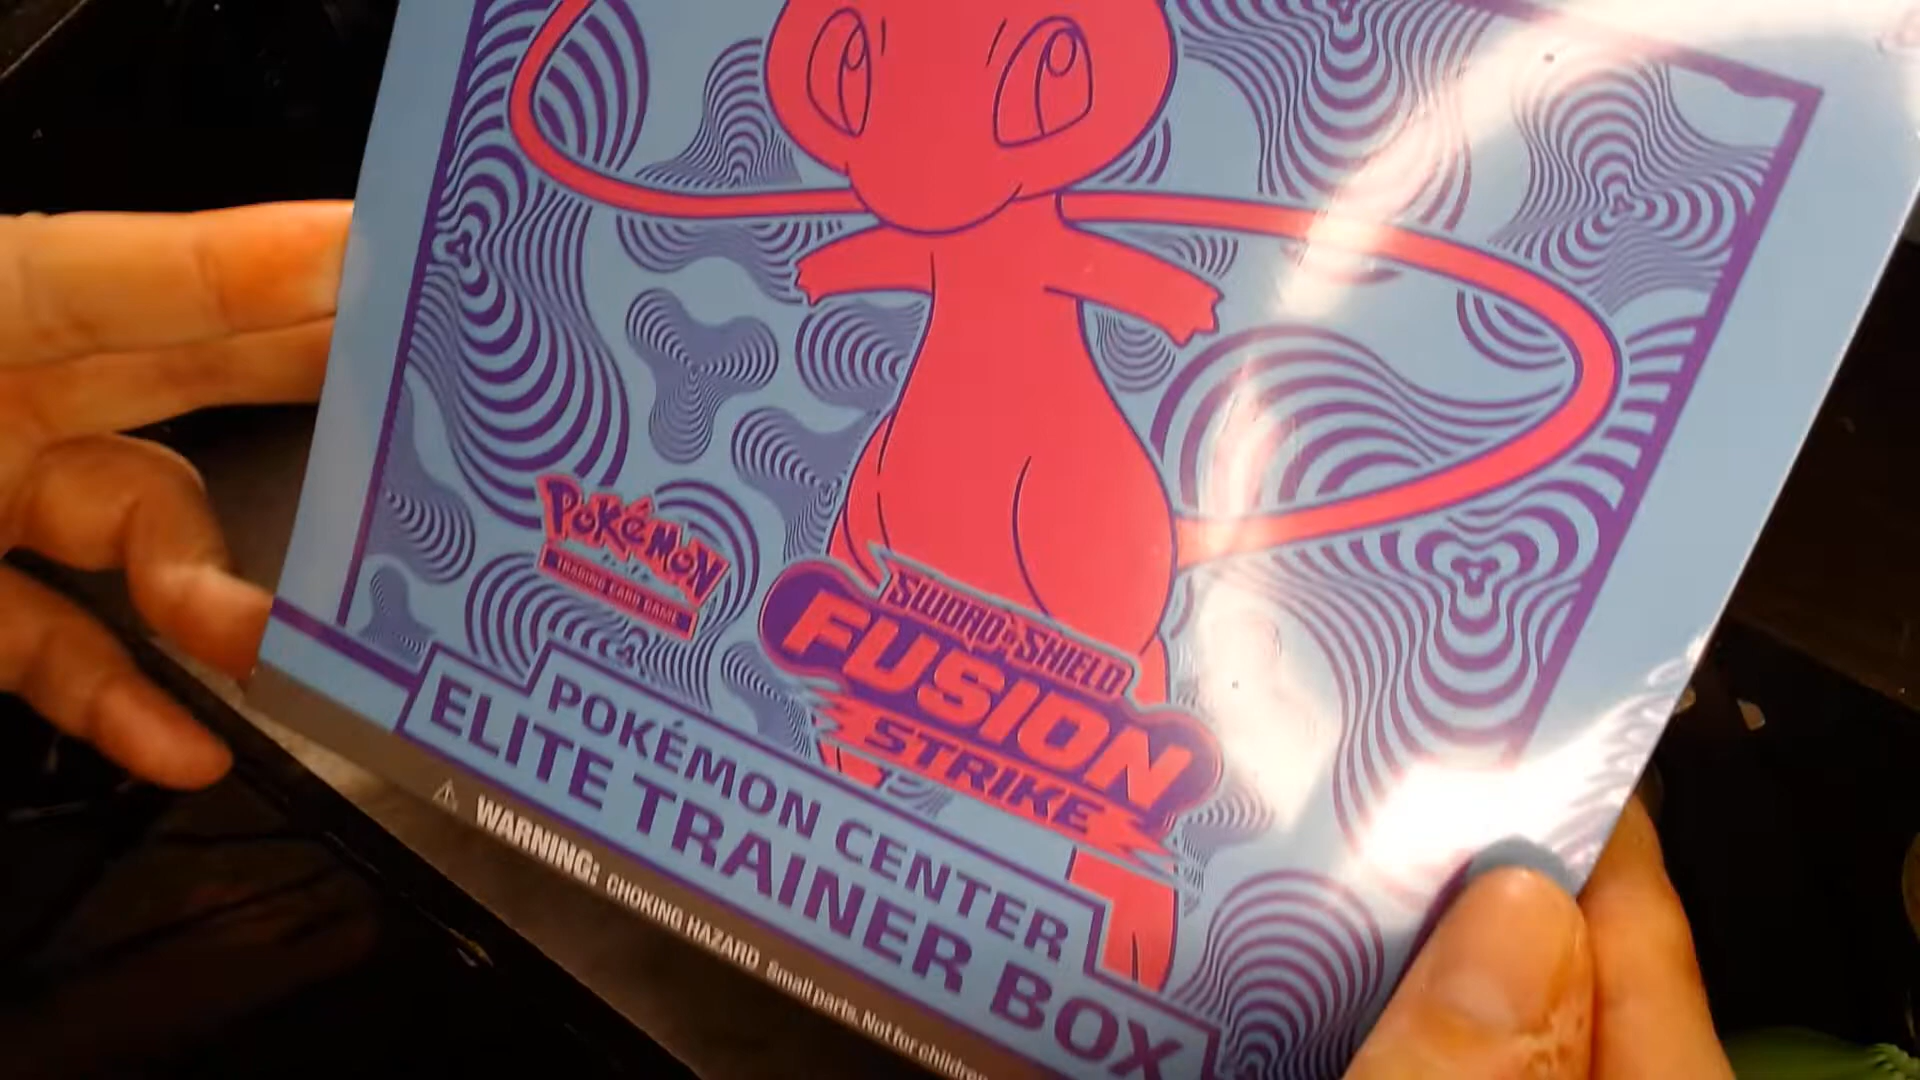 Pokémon
TRADING CARD GAME
SWORD & SHIELD
FUSION
STRIKE
POKÉMON CENTER
ELITE TRAINER BOX
WARNING: CHOKING HAZARD Small parts. Not for children